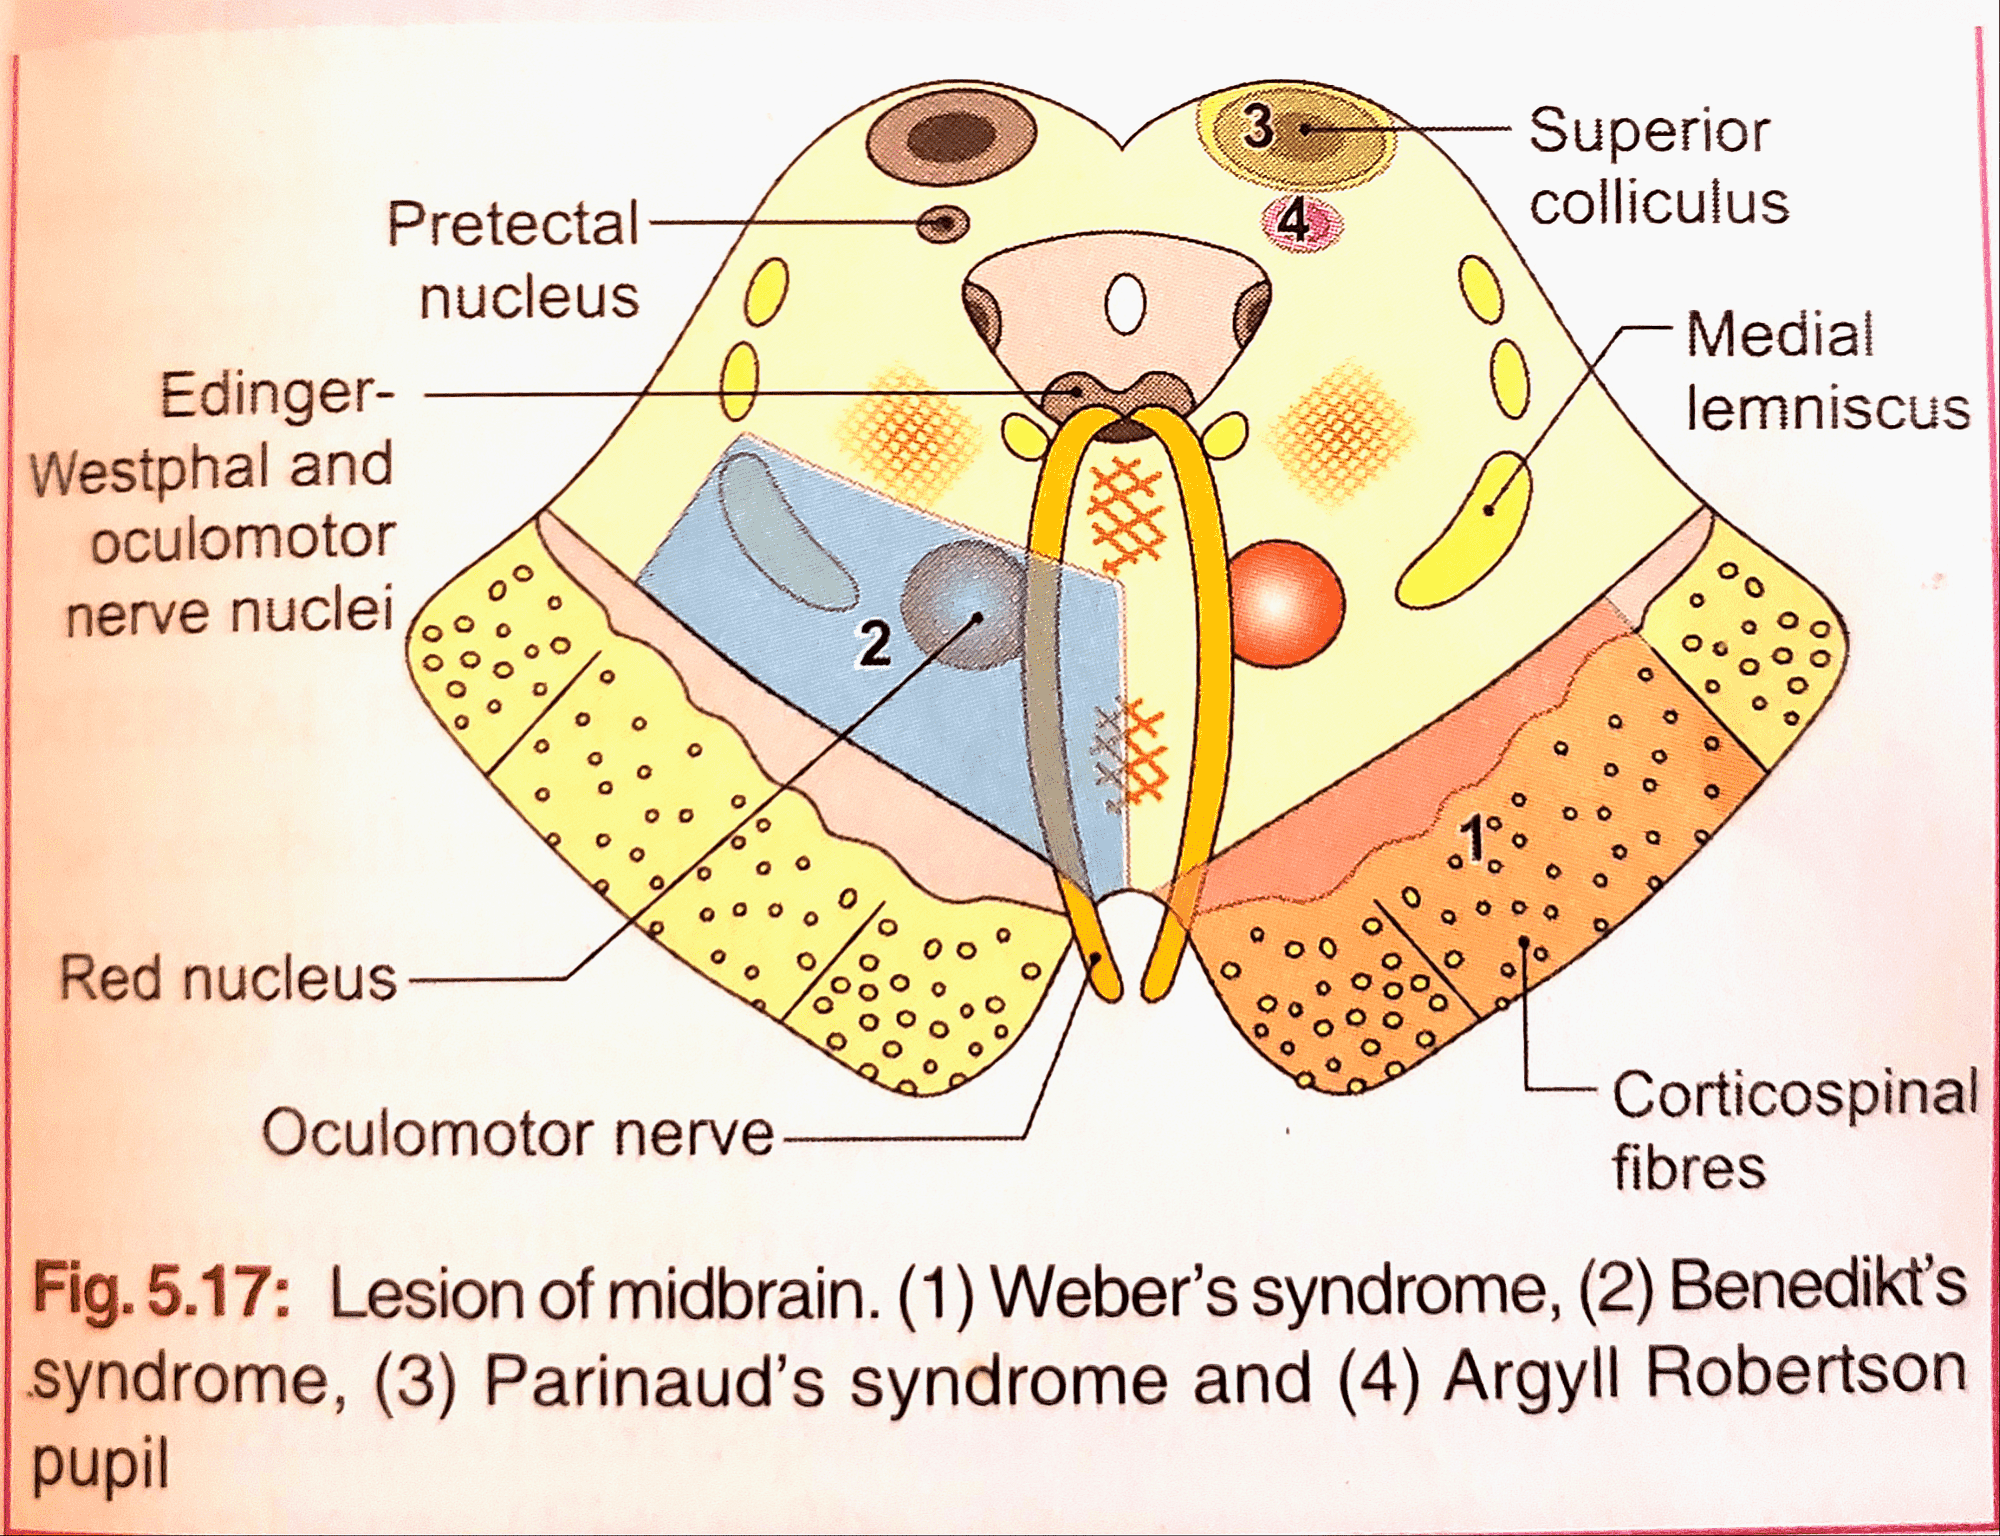 3
Superior
colliculus
4
Pretectal
nucleus
Medial
lemniscus
Edinger-
Westphal and
oculomotor
nerve nuclei
2
1
Red nucleus
Corticospinal
fibres
Oculomotor nerve
Fig. 5.17: Lesion of midbrain. (1) Weber's syndrome, (2) Benedikt's
syndrome, (3) Parinaud's syndrome and (4) Argyll Robertson
pupil